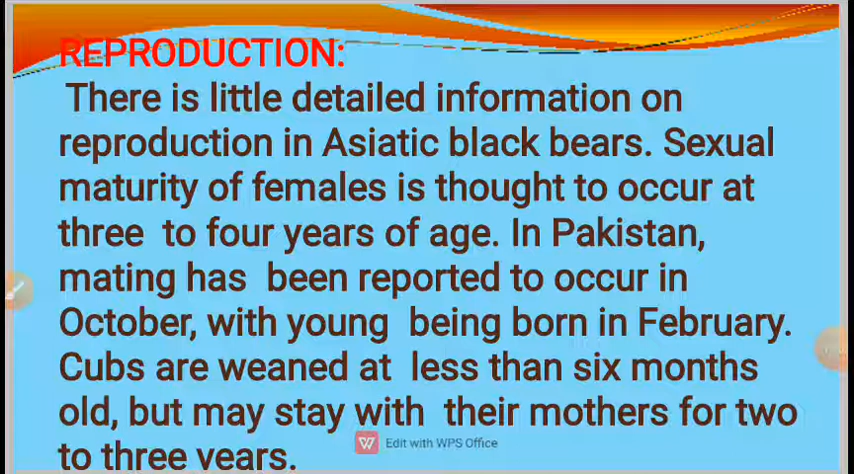 REPRODUCTION:
There is little detailed information on
reproduction in Asiatic black bears. Sexual
maturity of females is thought to occur at
three to four years of age. In Pakistan,
mating has been reported to occur in
October, with young being born in February.
Cubs are weaned at less than six months
old, but may stay with their mothers for two
to three years.
Edit with WPS Office